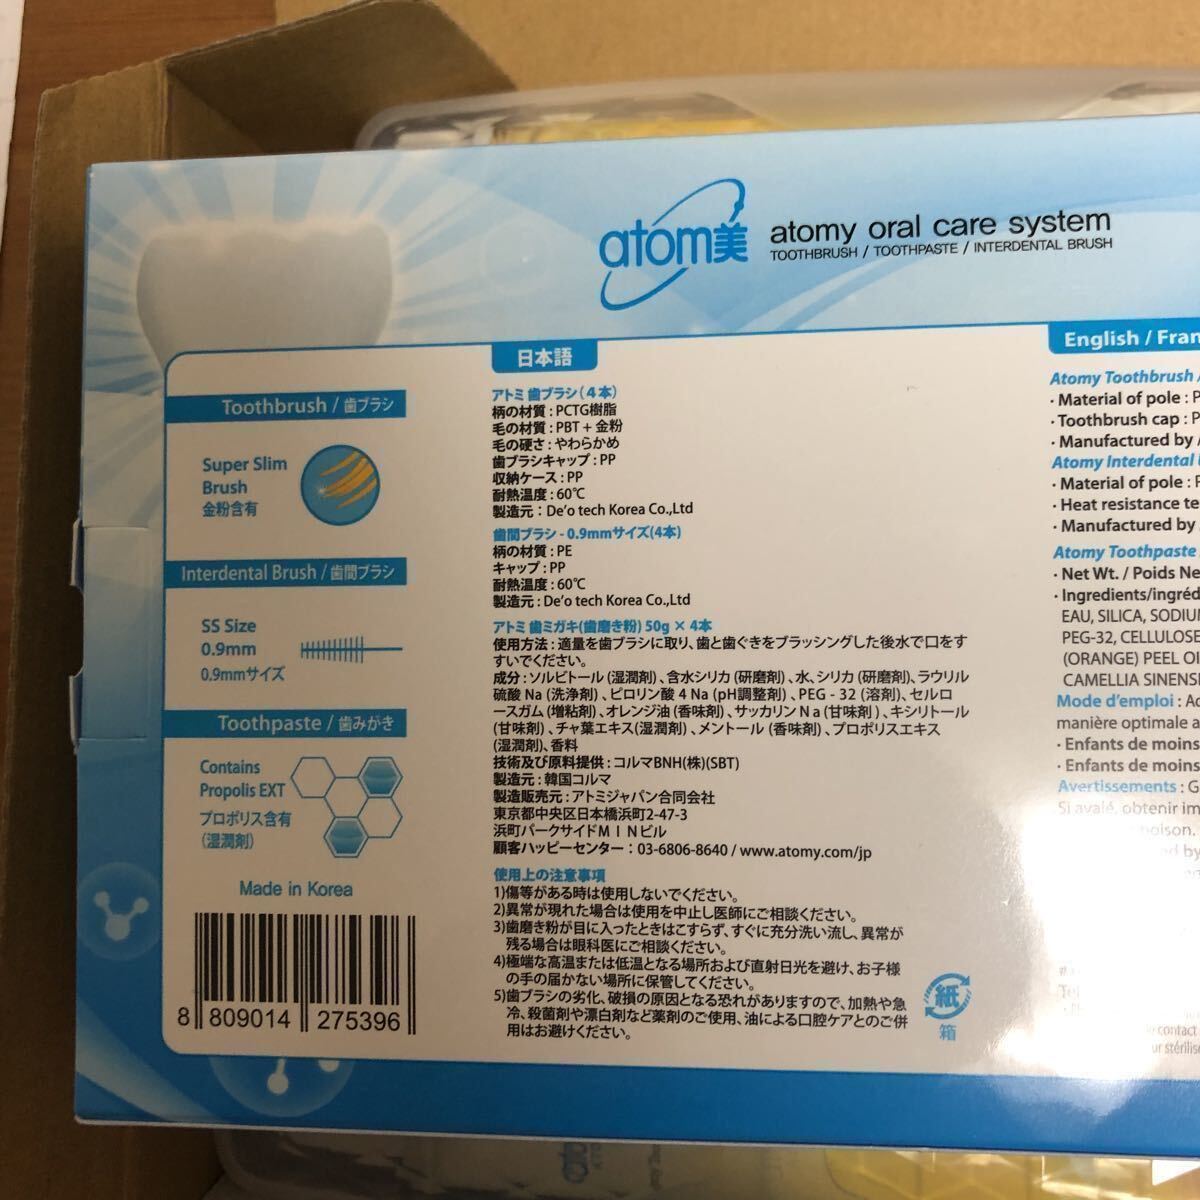 atom美
atomy oral care system
TOOTHBRUSH / TOOTHPASTE / INTERDENTAL BRUSH
Toothbrush / 歯ブラシ
Super Slim
Brush
金粉含有
Interdental Brush / 歯間ブラシ
SS Size
0.9mm
0.9mmサイズ
Toothpaste / 歯みがき
Contains
Propolis EXT
プロポリス含有
(湿潤剤)
Made in Korea
8 809014 275396
日本語
アトミ 歯ブラシ(4本)
柄の材質 : PCTG樹脂
毛の材質 : PBT + 金粉
毛の硬さ : やわらかめ
歯ブラシキャップ : PP
収納ケース : PP
耐熱温度 : 60℃
製造元 : De'o tech Korea Co.,Ltd
歯間ブラシ - 0.9mmサイズ(4本)
柄の材質 : PE
キャップ : PP
耐熱温度 : 60℃
製造元 : De'o tech Korea Co.,Ltd
アトミ 歯ミガキ(歯磨き粉) 50g × 4本
使用方法 : 適量を歯ブラシに取り、歯と歯ぐきをブラッシングした後水で口をす
すいでください。
成分 : ソルビトール (湿潤剤) 、含水シリカ (研磨剤) 、水、シリカ (研磨剤)、ラウリル
硫酸 Na (洗浄剤) 、ピロリン酸 4 Na (pH調整剤) 、PEG - 32 (溶剤)、セルロ
ースガム (増粘剤) 、オレンジ油 (香味剤) 、サッカリン N a (甘味剤 ) 、キシリトール
(甘味剤) 、チャ葉エキス(湿潤剤) 、メントール (香味剤) 、プロポリスエキス
(湿潤剤)、香料
技術及び原料提供 : コルマBNH(株)(SBT)
製造元 : 韓国コルマ
製造販売元 : アトミジャパン合同会社
東京都中央区日本橋浜町2-47-3
浜町パークサイドM I Nビル
顧客ハッピーセンター : 03-6806-8640 / www.atomy.com/jp
使用上の注意事項
1)傷等がある時は使用しないでください。
2)異常が現れた場合は使用を中止し医師にご相談ください。
3)歯磨き粉が目に入ったときはこすらず、すぐに充分洗い流し、異常が
残る場合は眼科医にご相談ください。
4)極端な高温または低温となる場所および直射日光を避け、お子様
の手の届かない場所に保管してください。
5)歯ブラシの劣化、破損の原因となる恐れがありますので、加熱や急
冷、殺菌剤や漂白剤など薬剤のご使用、油による口腔ケアとのご併
用はお避けください。
紙
箱
English / Fran
Atomy Toothbrush /
· Material of pole : P
· Toothbrush cap : P
· Manufactured by
Atomy Interdental
· Material of pole : P
· Heat resistance te
· Manufactured by
Atomy Toothpaste
· Net Wt. / Poids Ne
· Ingredients/ingréd
EAU, SILICA, SODIU
PEG-32, CELLULOSE
(ORANGE) PEEL OI
CAMELLIA SINENS
Mode d'emploi : Ac
manière optimale a
· Enfants de moins
· Enfants de moins
Avertissements : G
Si avalé, obtenir im
poison.
d by
Tel
contact
ur stérilise